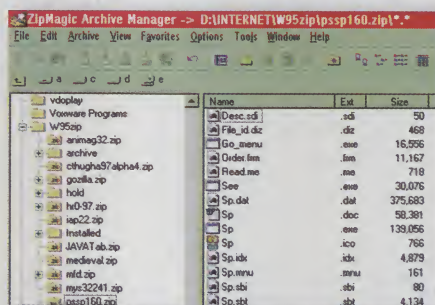 ZipMagic Archive Manager -> D:\INTERNET\W95zip\pssp160.zip\*.*
File Edit Archive View Favorites Options Tools Window Help
a c d e
vdoplay
Voxware Programs
W95zip
animag32.zip
archive
cthugha97alpha4.zip
gozilla.zip
hold
hr0-97.zip
iap22.zip
Installed
JAVATab.zip
medieval.zip
mld.zip
mys32241.zip
pssp160.zip
Name Ext Size
Desc.sdi .sdi 50
File_id.diz .diz 468
Go_menu .exe 16,556
Order.frm .frm 11,167
Read.me .me 718
See .exe 30,076
Sp.dat .dat 375,683
Sp .doc 58,381
Sp .exe 139,056
Sp .ico 766
Sp.idx .idx 4,879
Sp.mnu .mnu 161
Sp.sbi .sbi 80
Sp.sbt .sbt 4,134